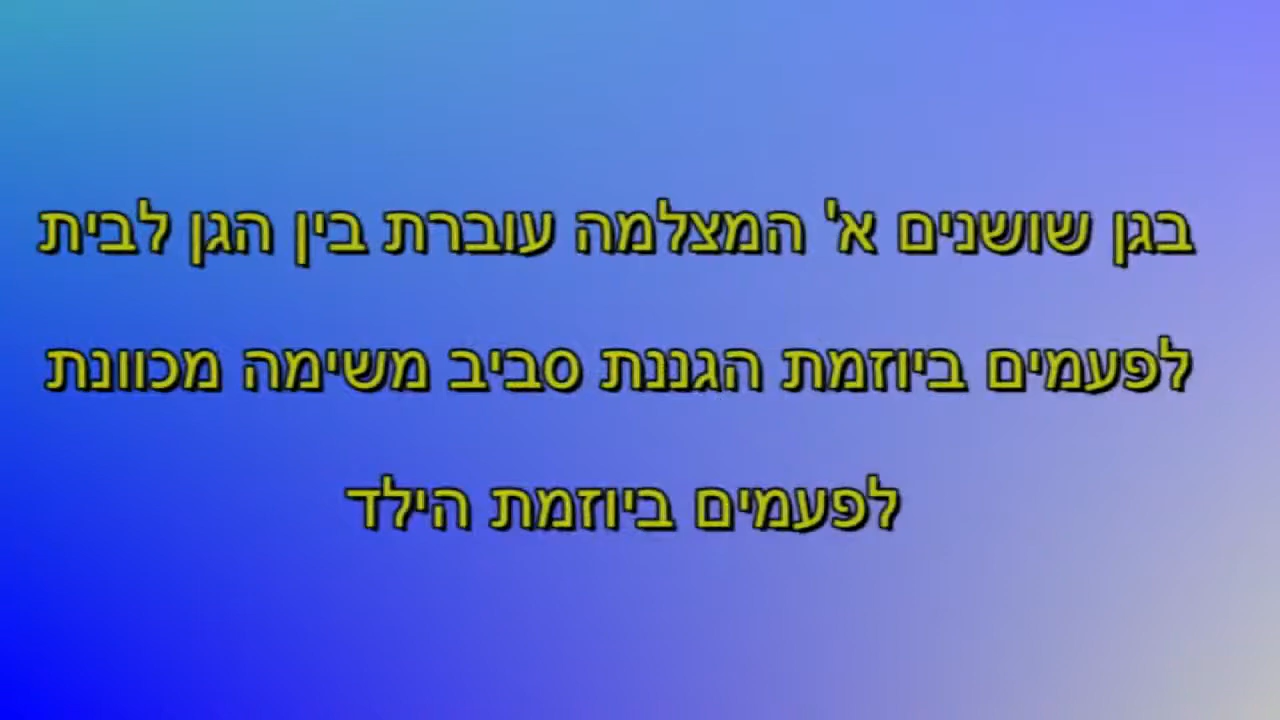 בגן שושנים א' המצלמה עוברת בין הגן לבית
לפעמים ביוזמת הגננת סביב משימה מכוונת
לפעמים ביוזמת הילד